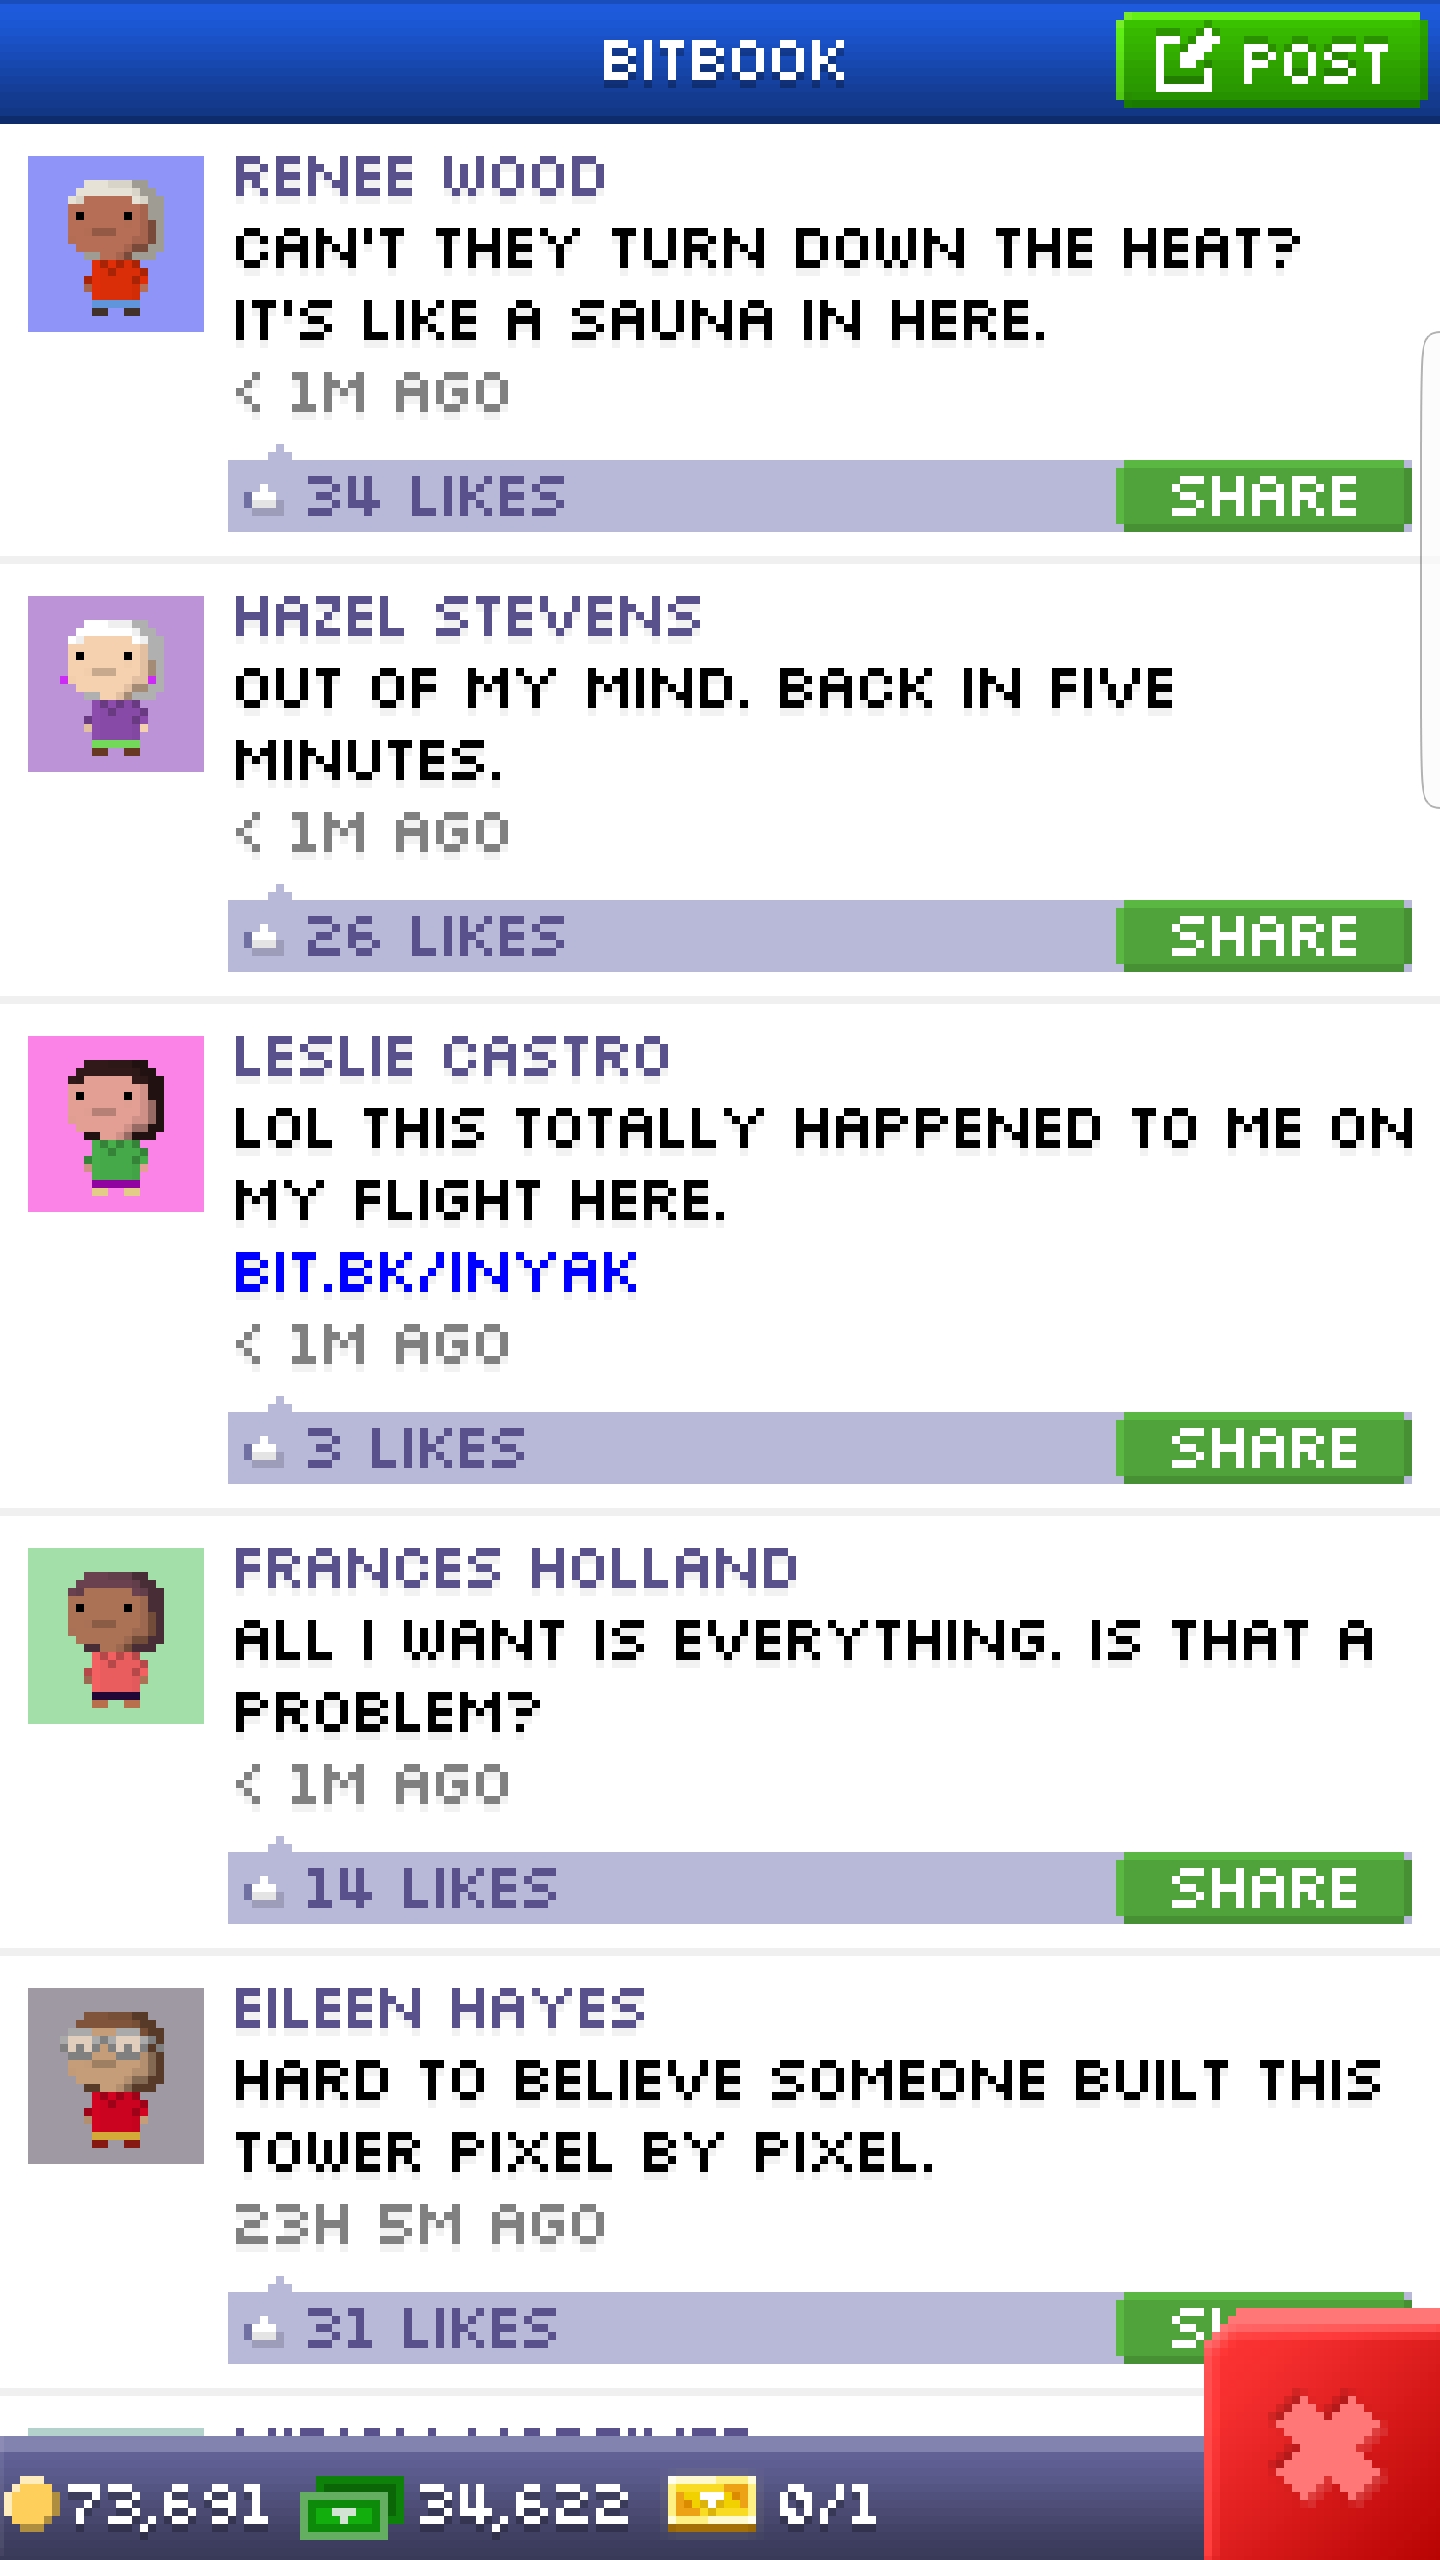 BITBOOK
POST
RENEE WOOD
CAN'T THEY TURN DOWN THE HEAT?
IT'S LIKE A SAUNA IN HERE.
< 1M AGO
34 LIKES
SHARE
HAZEL STEVENS
OUT OF MY MIND. BACK IN FIVE
MINUTES.
< 1M AGO
26 LIKES
SHARE
LESLIE CASTRO
LOL THIS TOTALLY HAPPENED TO ME ON
MY FLIGHT HERE.
BIT.BK/INYAK
< 1M AGO
3 LIKES
SHARE
FRANCES HOLLAND
ALL I WANT IS EVERYTHING. IS THAT A
PROBLEM?
< 1M AGO
14 LIKES
SHARE
EILEEN HAYES
HARD TO BELIEVE SOMEONE BUILT THIS
TOWER PIXEL BY PIXEL.
23H 5M AGO
31 LIKES
73,691
34,622
0/1